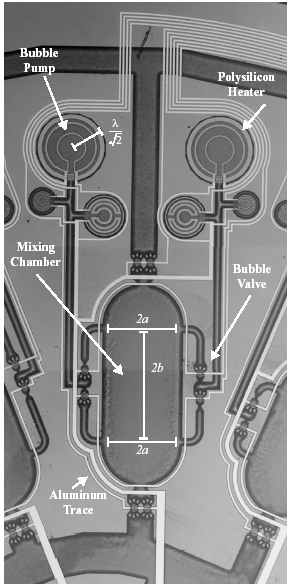 Bubble
Pump
Polysilicon
Heater
λ
√2
Mixing
Chamber
Bubble
Valve
2a
2b
2a
Aluminum
Trace